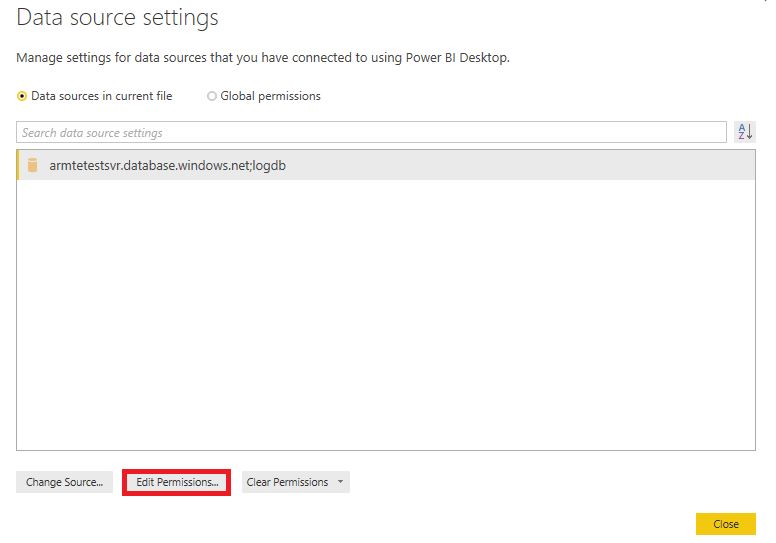 Data source settings
Manage settings for data sources that you have connected to using Power BI Desktop.
Data sources in current file Global permissions
Search data source settings
A
Z
armtetestsvr.database.windows.net;logdb
Change Source... Edit Permissions... Clear Permissions
Close